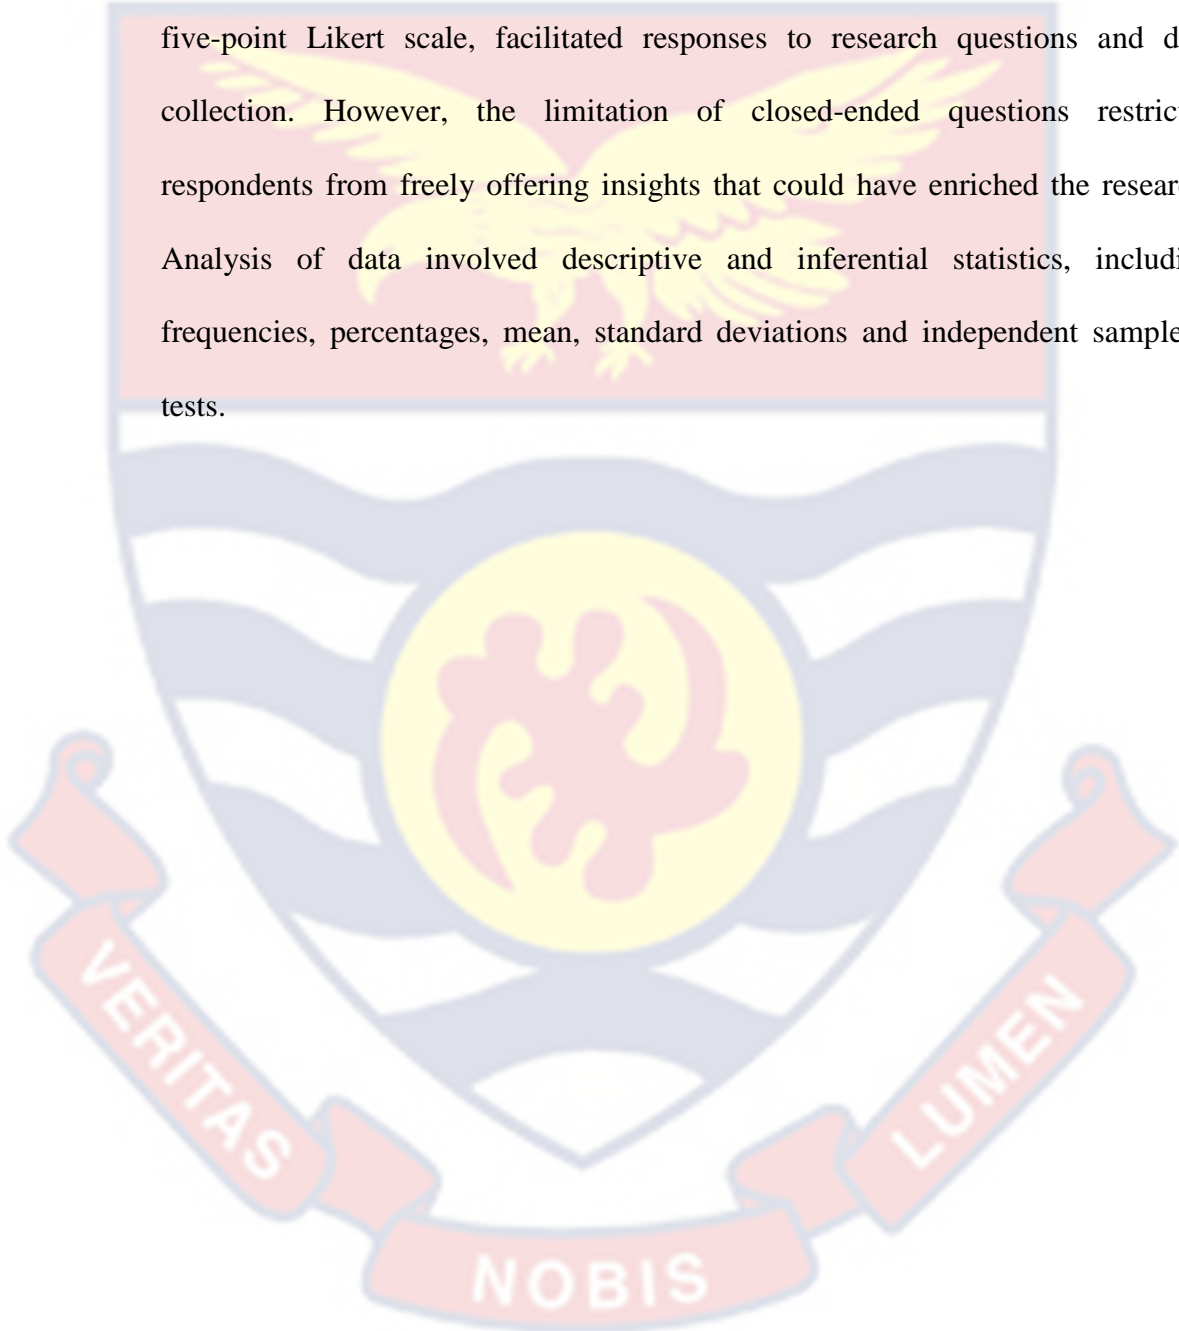 five-point Likert scale, facilitated responses to research questions and d
collection. However, the limitation of closed-ended questions restric
respondents from freely offering insights that could have enriched the resear
Analysis of data involved descriptive and inferential statistics, includi
frequencies, percentages, mean, standard deviations and independent sample
tests.
VERITAS
NOBIS
LUMEN